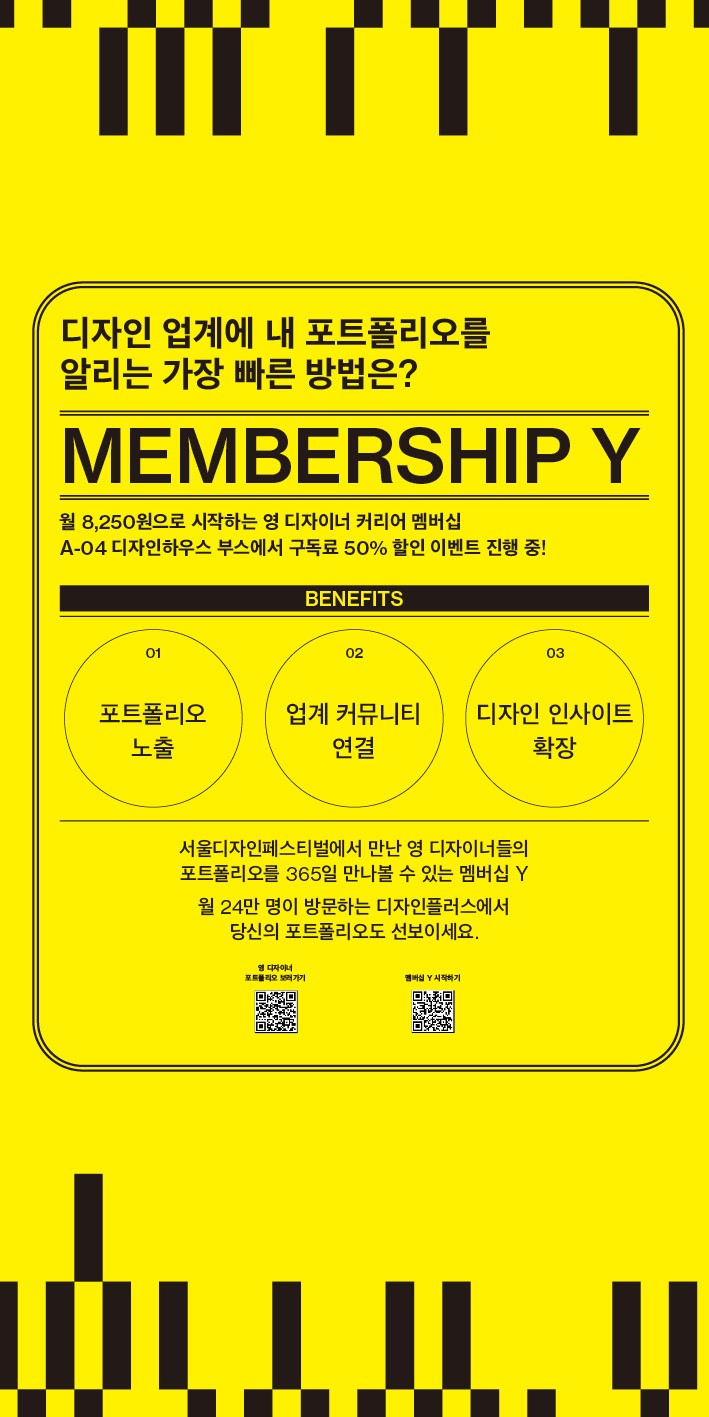 디자인 업계에 내 포트폴리오를
알리는 가장 빠른 방법은?
MEMBERSHIP Y
월 8,250원으로 시작하는 영 디자이너 커리어 멤버십
A-04 디자인하우스 부스에서 구독료 50% 할인 이벤트 진행 중!
BENEFITS
01
포트폴리오
노출
02
업계 커뮤니티
연결
03
디자인 인사이트
확장
서울디자인페스티벌에서 만난 영 디자이너들의
포트폴리오를 365일 만나볼 수 있는 멤버십 Y
월 24만 명이 방문하는 디자인플러스에서
당신의 포트폴리오도 선보이세요.
영 디자이너
포트폴리오 보러가기
멤버십 Y 시작하기